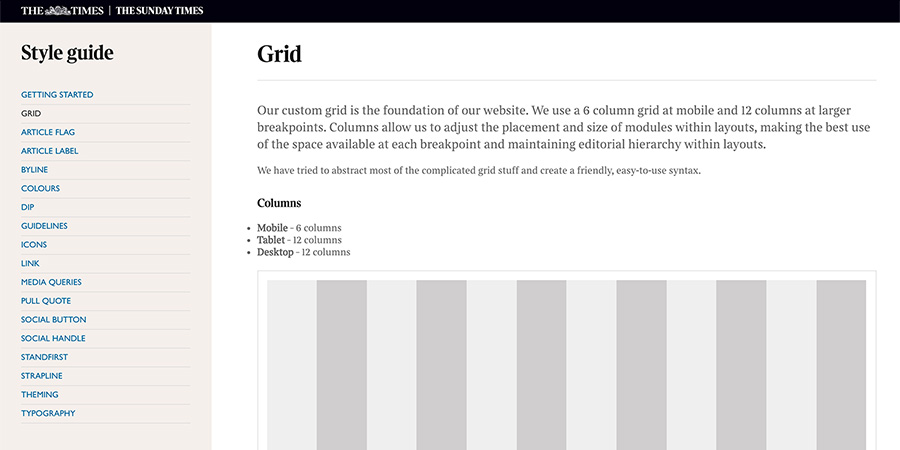 THE TIMES | THE SUNDAY TIMES
Style guide
GETTING STARTED
GRID
ARTICLE FLAG
ARTICLE LABEL
BYLINE
COLOURS
DIP
GUIDELINES
ICONS
LINK
MEDIA QUERIES
PULL QUOTE
SOCIAL BUTTON
SOCIAL HANDLE
STANDFIRST
STRAPLINE
THEMING
TYPOGRAPHY
Grid
Our custom grid is the foundation of our website. We use a 6 column grid at mobile and 12 columns at larger
breakpoints. Columns allow us to adjust the placement and size of modules within layouts, making the best use
of the space available at each breakpoint and maintaining editorial hierarchy within layouts.
We have tried to abstract most of the complicated grid stuff and create a friendly, easy-to-use syntax.
Columns
• Mobile - 6 columns
• Tablet - 12 columns
• Desktop - 12 columns